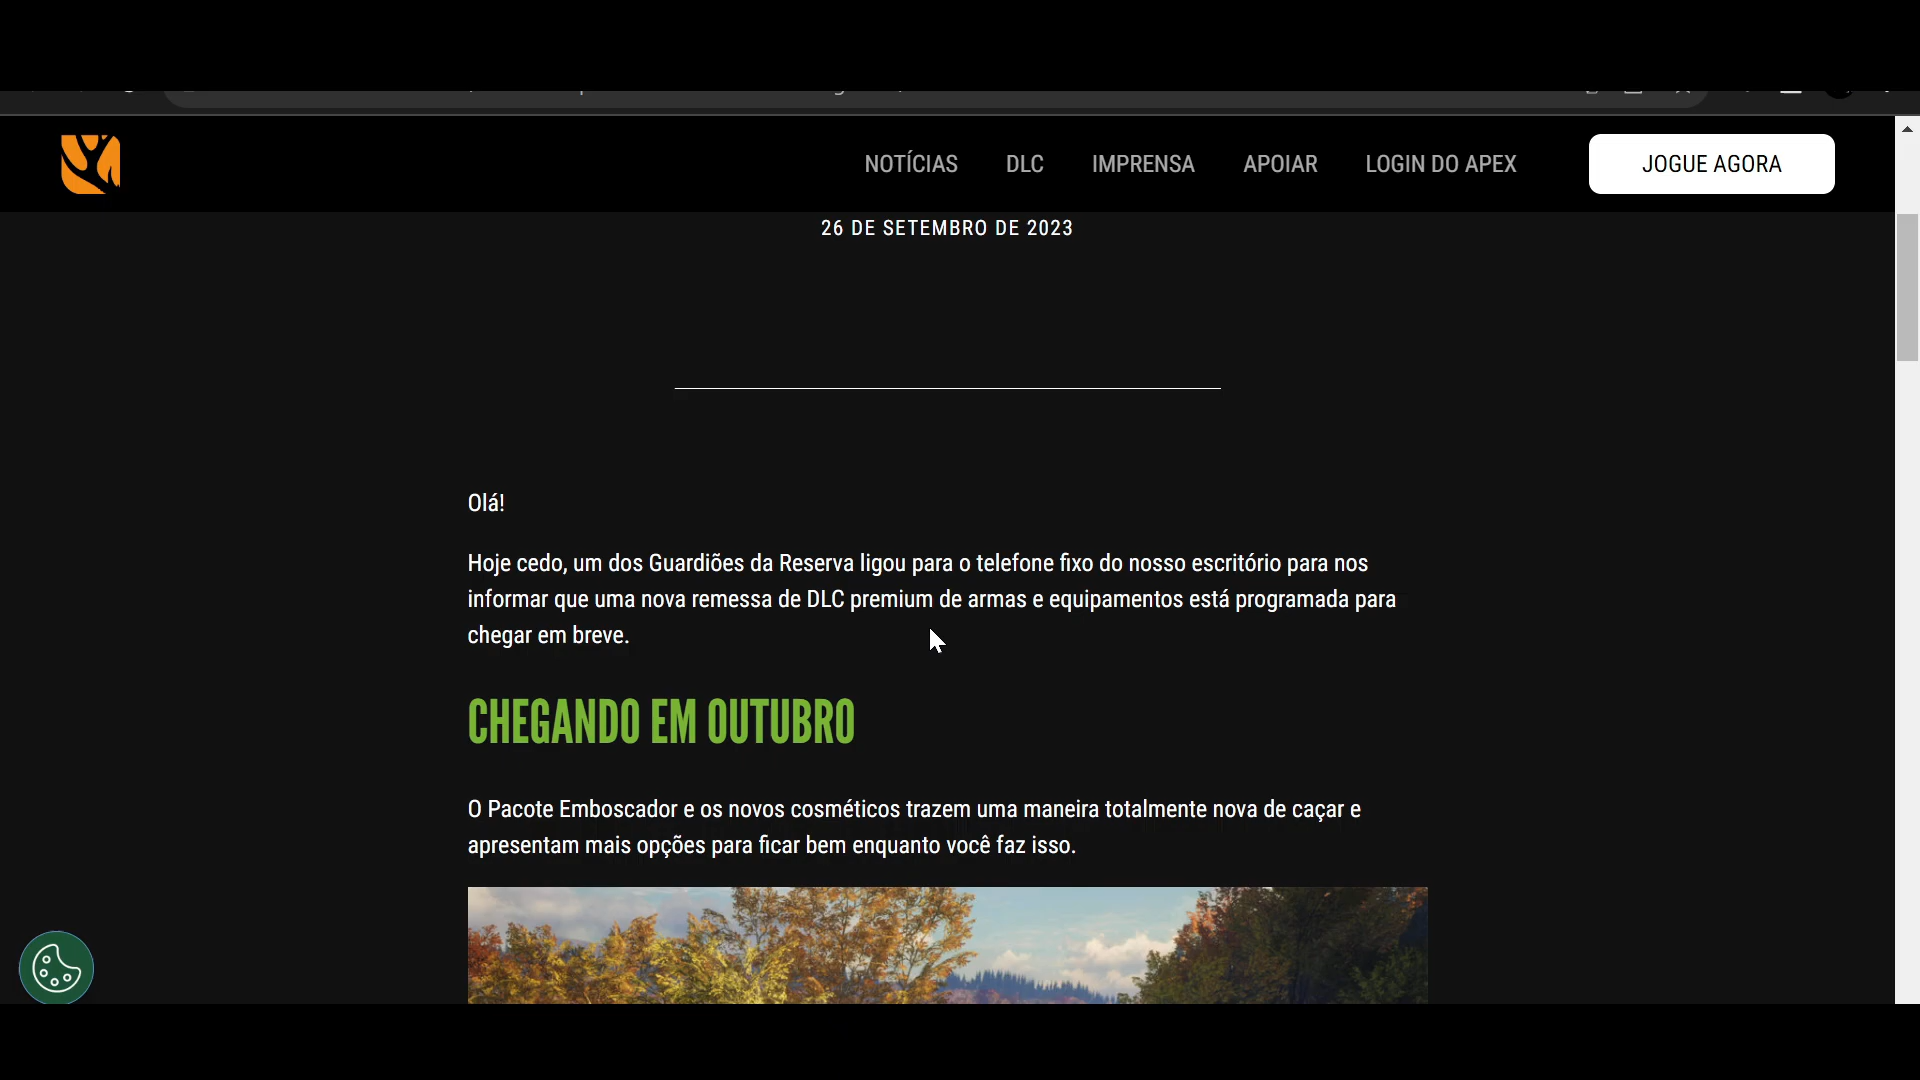 NOTÍCIAS DLC IMPRENSA APOIAR LOGIN DO APEX JOGUE AGORA
26 DE SETEMBRO DE 2023
Olá!
Hoje cedo, um dos Guardiões da Reserva ligou para o telefone fixo do nosso escritório para nos
informar que uma nova remessa de DLC premium de armas e equipamentos está programada para
chegar em breve.
CHEGANDO EM OUTUBRO
O Pacote Emboscador e os novos cosméticos trazem uma maneira totalmente nova de caçar e
apresentam mais opções para ficar bem enquanto você faz isso.